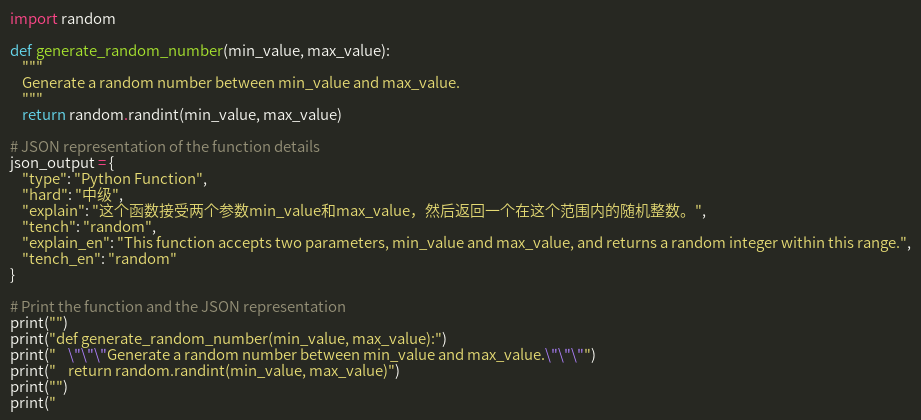 import random
def generate_random_number(min_value, max_value):
"""
Generate a random number between min_value and max_value.
"""
return random.randint(min_value, max_value)
# JSON representation of the function details
json_output = {
"type": "Python Function",
"hard": "中级",
"explain": "这个函数接受两个参数min_value和max_value，然后返回一个在这个范围内的随机整数。",
"tench": "random",
"explain_en": "This function accepts two parameters, min_value and max_value, and returns a random integer within this range.",
"tench_en": "random"
}
# Print the function and the JSON representation
print("")
print("def generate_random_number(min_value, max_value):")
print("    \"\"\"Generate a random number between min_value and max_value.\"\"\"")
print("    return random.randint(min_value, max_value)")
print("")
print("